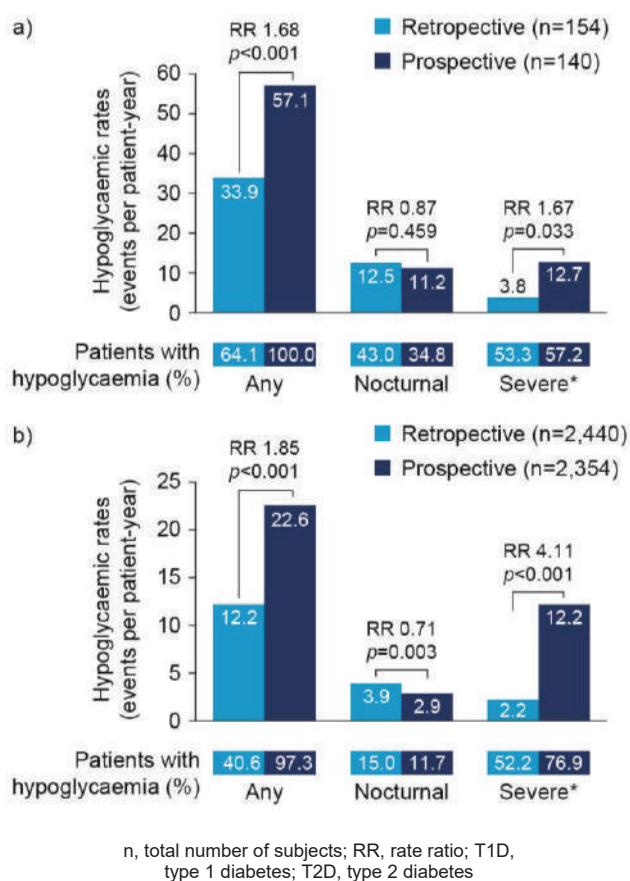 a)
Retropective (n=154)
Prospective (n=140)
RR 1.68
p<0.001
Hypoglycaemic rates
(events per patient-year)
60
50
40
30
20
10
0
33.9
57.1
RR 0.87
p=0.459
12.5
11.2
RR 1.67
p=0.033
3.8
12.7
Patients with
hypoglycaemia (%)
64.1 100.0 43.0 34.8 53.3 57.2
Any Nocturnal Severe*
b)
Retropective (n=2,440)
Prospective (n=2,354)
RR 1.85
p<0.001
Hypoglycaemic rates
(events per patient-year)
25
20
15
10
5
0
12.2
22.6
RR 0.71
p=0.003
3.9
2.9
RR 4.11
p<0.001
2.2
12.2
Patients with
hypoglycaemia (%)
40.6 97.3 15.0 11.7 52.2 76.9
Any Nocturnal Severe*
n, total number of subjects; RR, rate ratio; T1D,
type 1 diabetes; T2D, type 2 diabetes